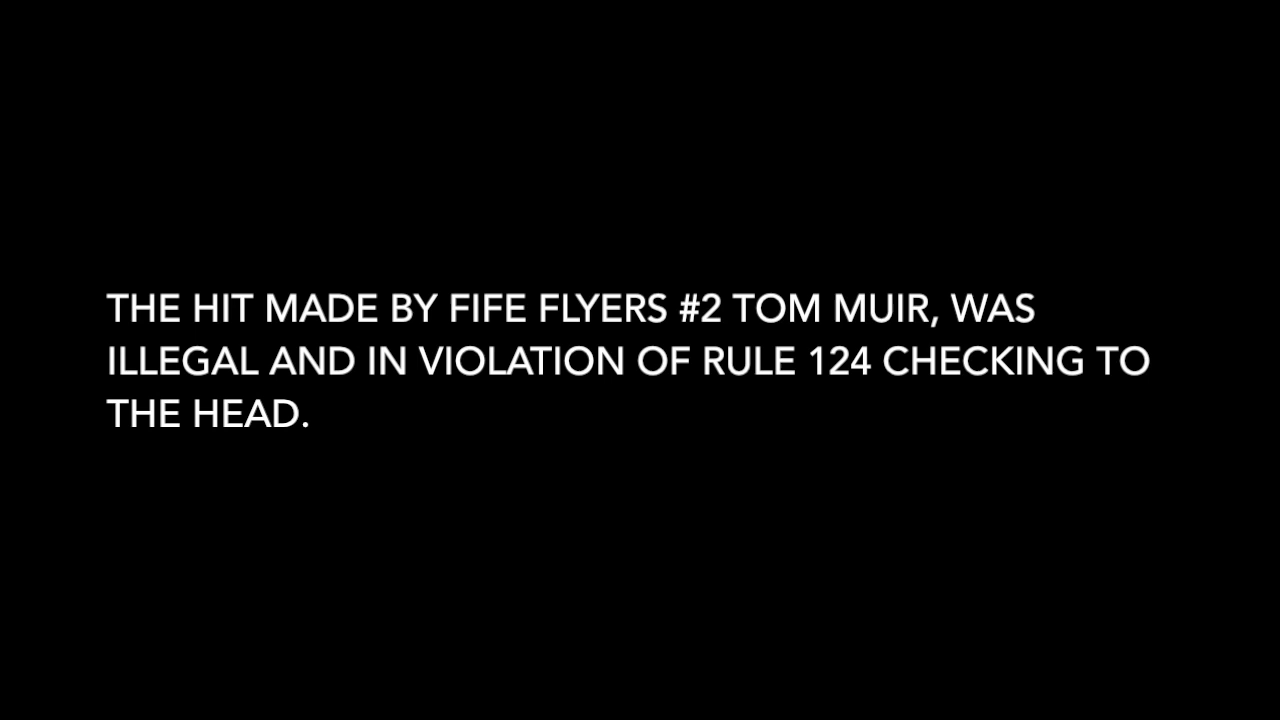 THE HIT MADE BY FIFE FLYERS #2 TOM MUIR, WAS
ILLEGAL AND IN VIOLATION OF RULE 124 CHECKING TO
THE HEAD.